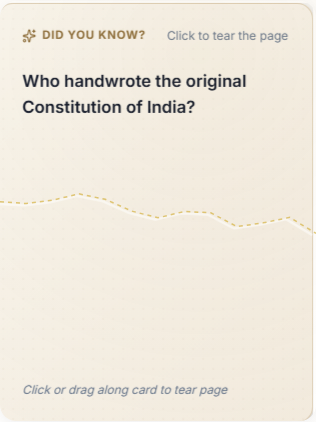 DID YOU KNOW? Click to tear the page
Who handwrote the original
Constitution of India?
Click or drag along card to tear page